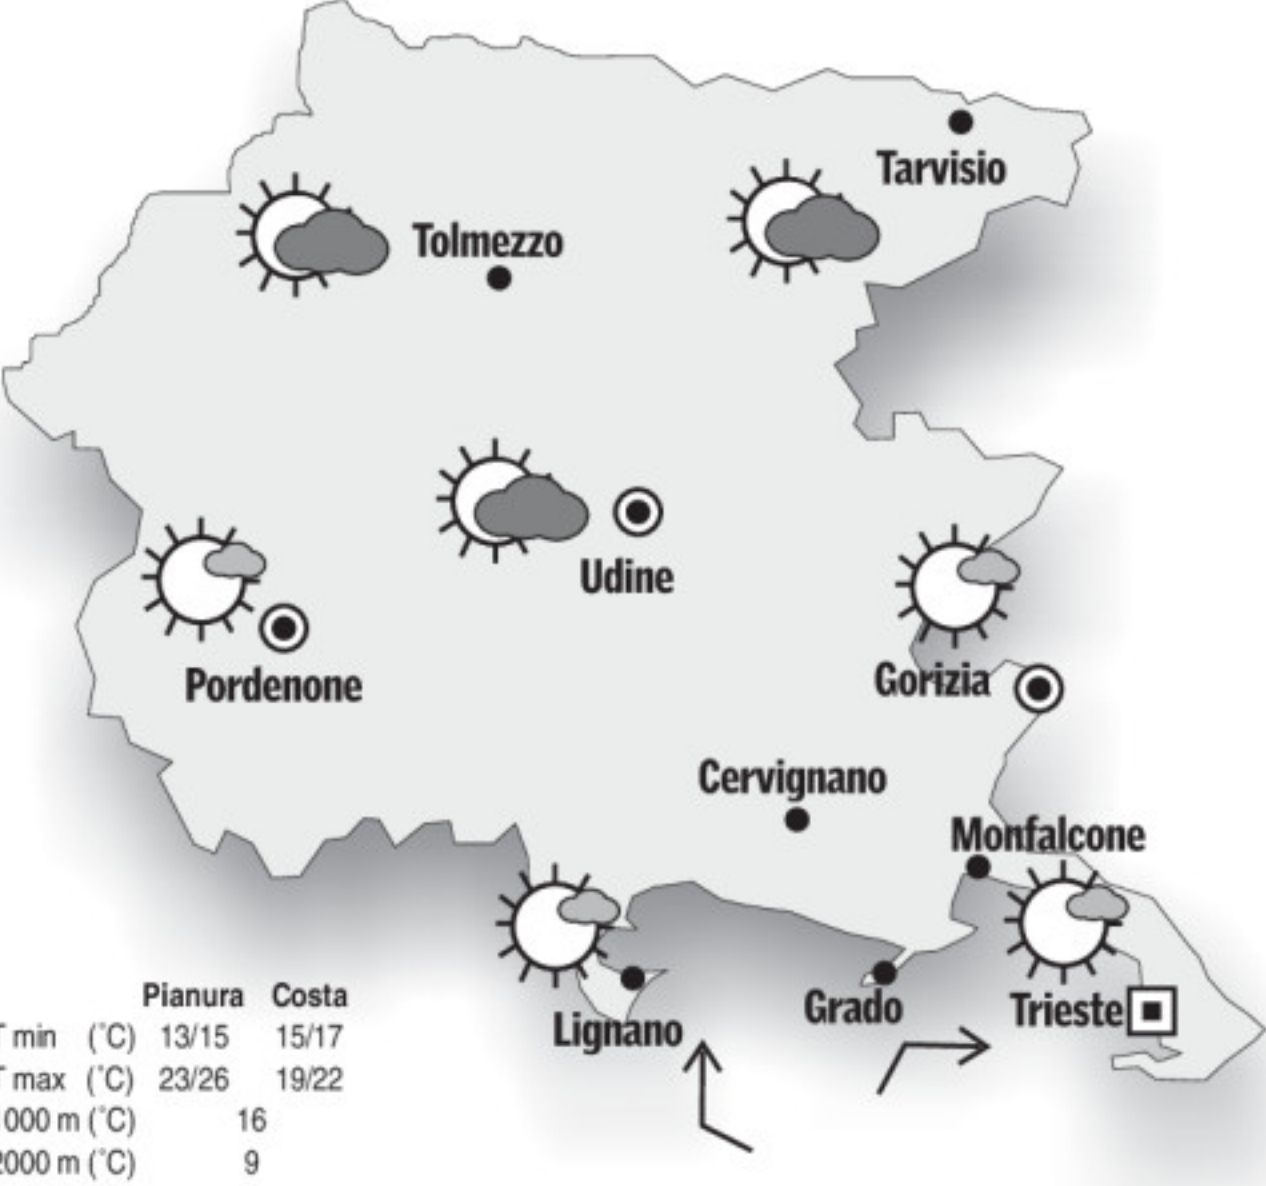 Tarvisio
Tolmezzo
Udine
Pordenone
Gorizia
Cervignano
Monfalcone
Grado
Trieste
Lignano
Pianura Costa
T min (°C) 13/15 15/17
T max (°C) 23/26 19/22
000 m (°C) 16
2000 m (°C) 9